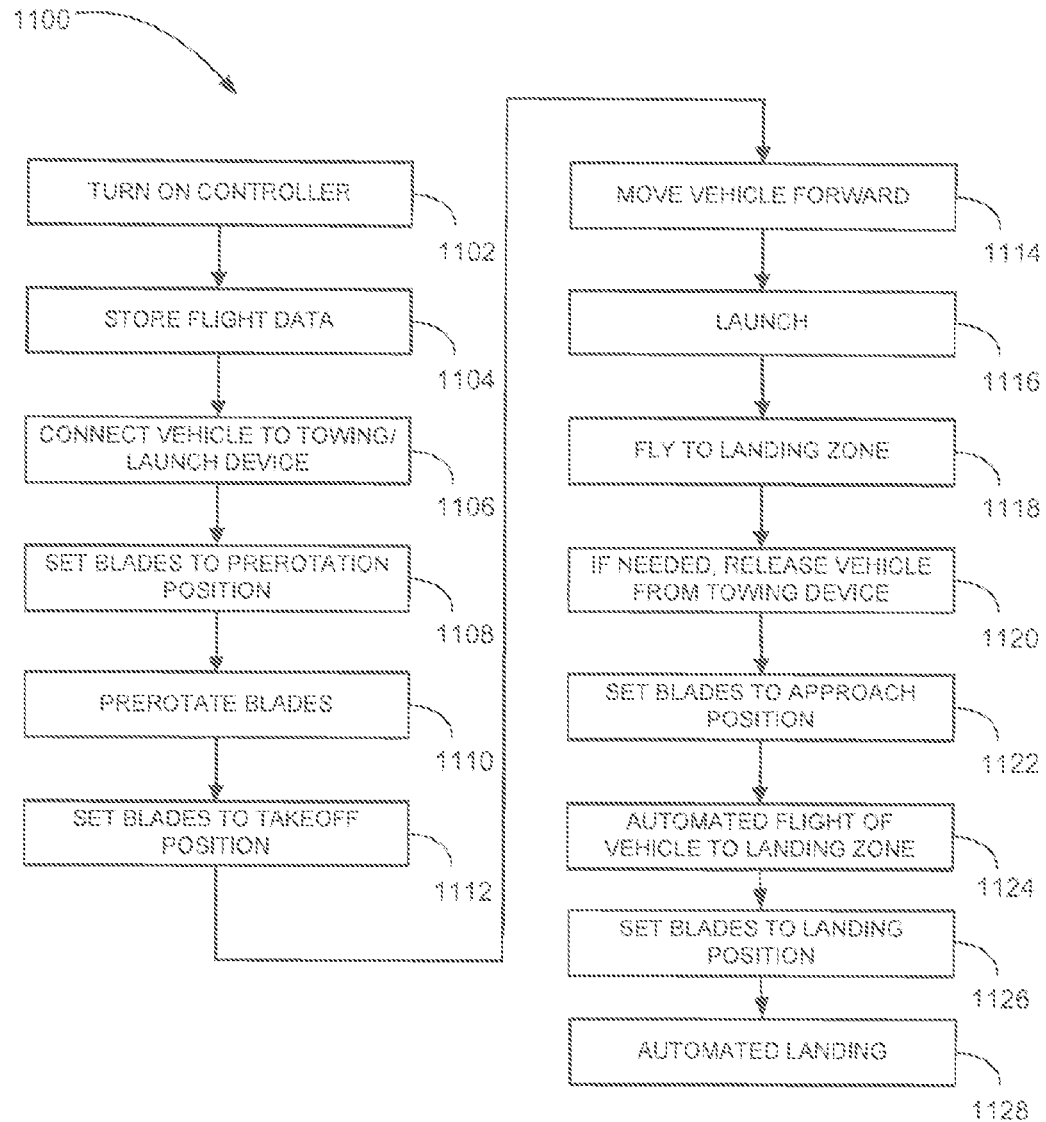 1100
TURN ON CONTROLLER
1102
STORE FLIGHT DATA
1104
CONNECT VEHICLE TO TOWING/
LAUNCH DEVICE
1106
SET BLADES TO PREROTATION
POSITION
1108
PREROTATE BLADES
1110
SET BLADES TO TAKEOFF
POSITION
1112
MOVE VEHICLE FORWARD
1114
LAUNCH
1116
FLY TO LANDING ZONE
1118
IF NEEDED, RELEASE VEHICLE
FROM TOWING DEVICE
1120
SET BLADES TO APPROACH
POSITION
1122
AUTOMATED FLIGHT OF
VEHICLE TO LANDING ZONE
1124
SET BLADES TO LANDING
POSITION
1126
AUTOMATED LANDING
1128